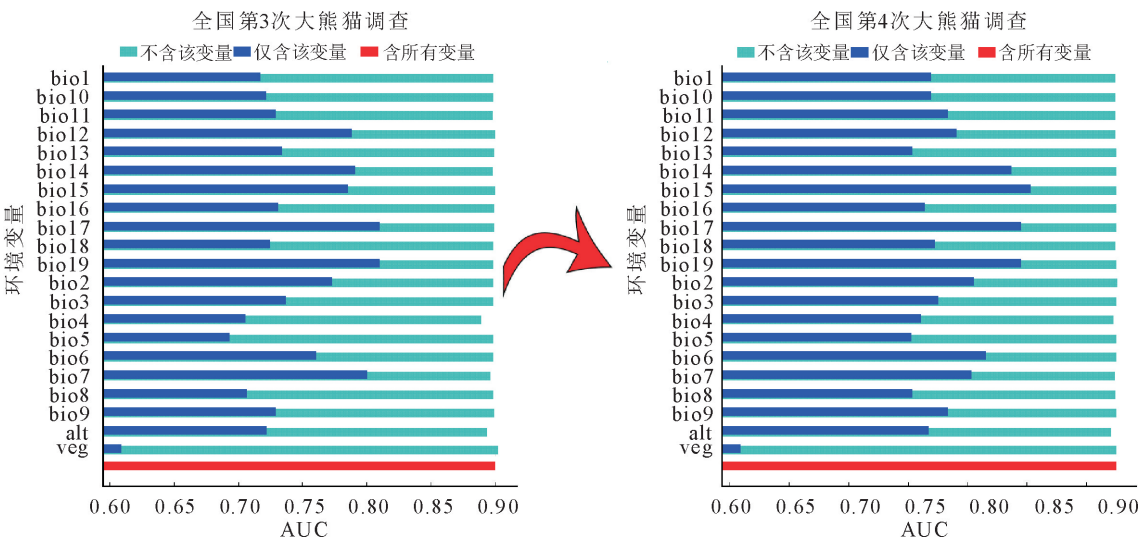 全国第3次大熊猫调查
不含该变量 仅含该变量 含所有变量
环境变量
bio1
bio10
bio11
bio12
bio13
bio14
bio15
bio16
bio17
bio18
bio19
bio2
bio3
bio4
bio5
bio6
bio7
bio8
bio9
alt
veg
0.60 0.65 0.70 0.75 0.80 0.85 0.90
AUC
全国第4次大熊猫调查
不含该变量 仅含该变量 含所有变量
环境变量
bio1
bio10
bio11
bio12
bio13
bio14
bio15
bio16
bio17
bio18
bio19
bio2
bio3
bio4
bio5
bio6
bio7
bio8
bio9
alt
veg
0.60 0.65 0.70 0.75 0.80 0.85 0.90
AUC